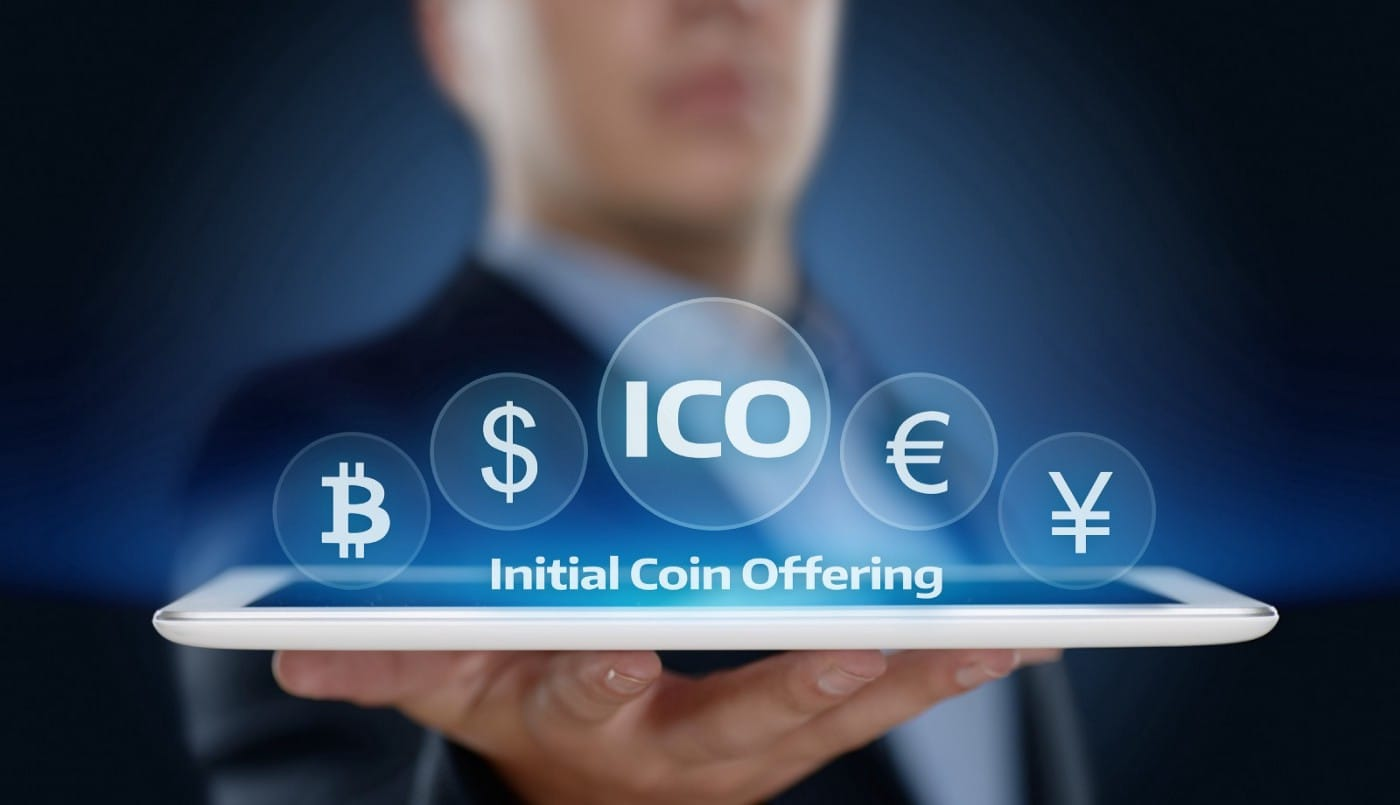 ₿ $ ICO € ¥
Initial Coin Offering